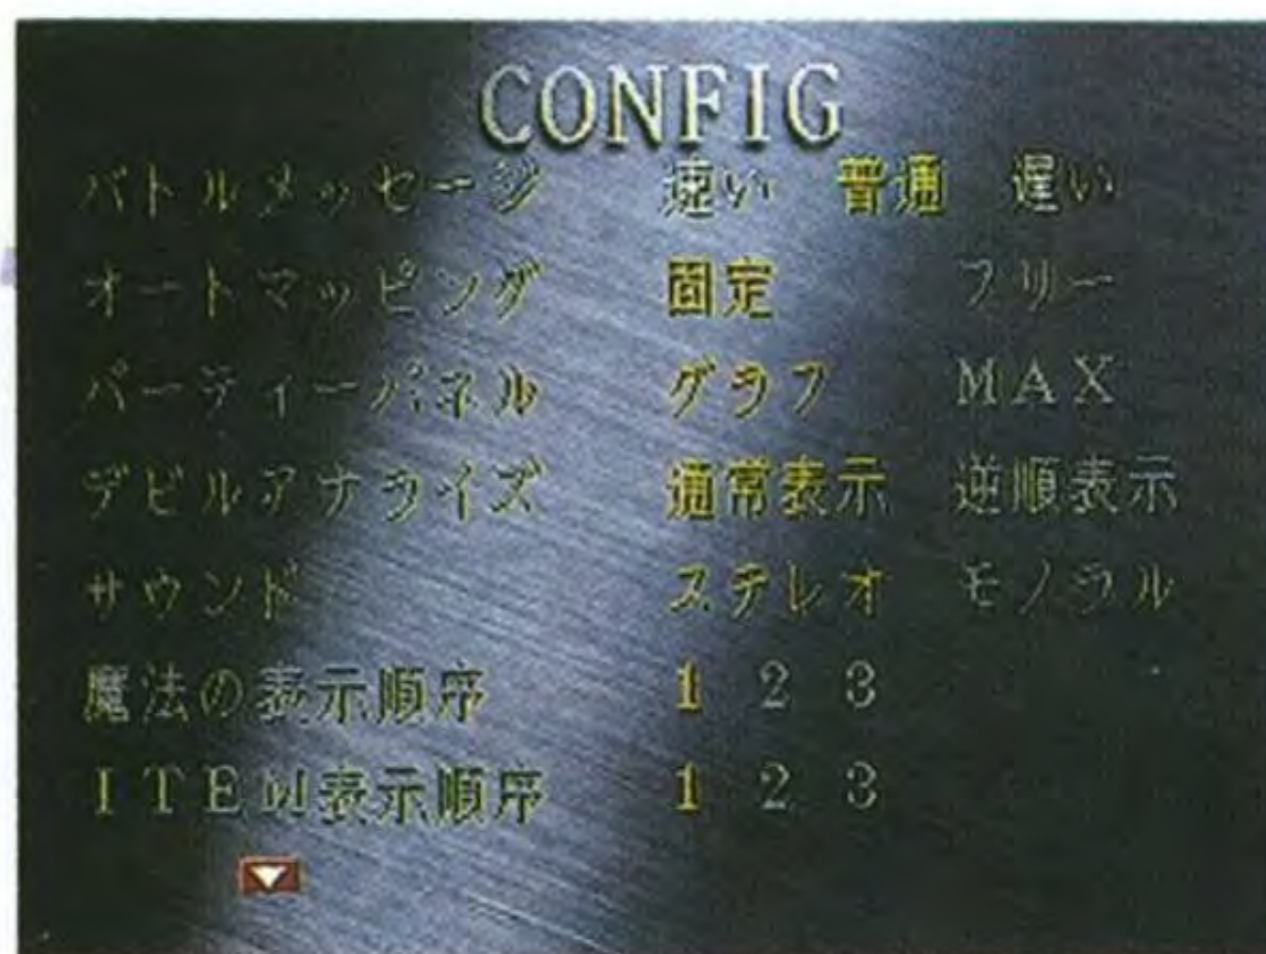 CONFIG
バトルメッセージ 速い 普通 遅い
オートマッピング 固定 フリー
パーティーパネル グラフ MAX
デビルアナライズ 通常表示 逆順表示
サウンド ステレオ モノラル
魔法の表示順序 1 2 3
ITEM表示順序 1 2 3